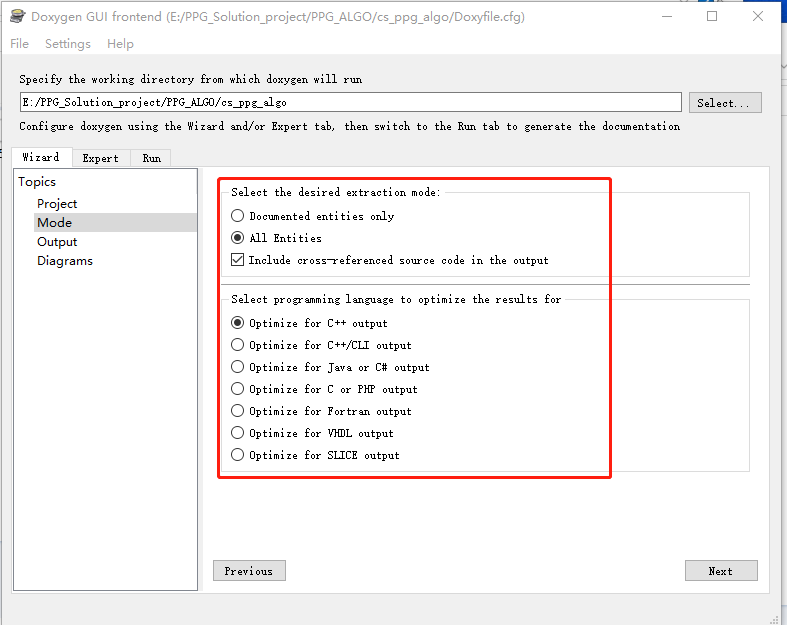 Doxygen GUI frontend (E:/PPG_Solution_project/PPG_ALGO/cs_ppg_algo/Doxyfile.cfg)
File Settings Help
Specify the working directory from which doxygen will run
E:/PPG_Solution_project/PPG_ALGO/cs_ppg_algo
Select...
Configure doxygen using the Wizard and/or Expert tab, then switch to the Run tab to generate the documentation
Wizard Expert Run
Topics
Project
Mode
Output
Diagrams
Select the desired extraction mode:
Documented entities only
All Entities
Include cross-referenced source code in the output
Select programming language to optimize the results for
Optimize for C++ output
Optimize for C++/CLI output
Optimize for Java or C# output
Optimize for C or PHP output
Optimize for Fortran output
Optimize for VHDL output
Optimize for SLICE output
Previous
Next